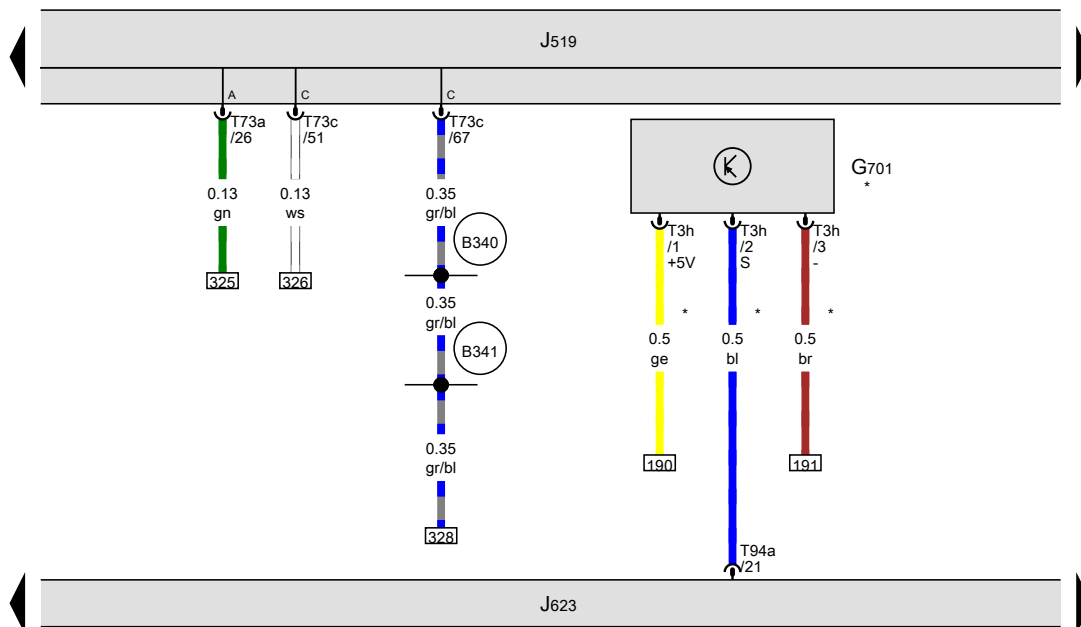 J519
A
C
C
T73a
/26
T73c
/51
T73c
/67
G701
*
0.13
gn
0.13
ws
0.35
gr/bl
B340
T3h
/1
+5V
T3h
/2
S
T3h
/3
-
325
326
0.35
gr/bl
B341
*
*
*
0.5
ge
0.5
bl
0.5
br
0.35
gr/bl
190
191
328
T94a
/21
J623